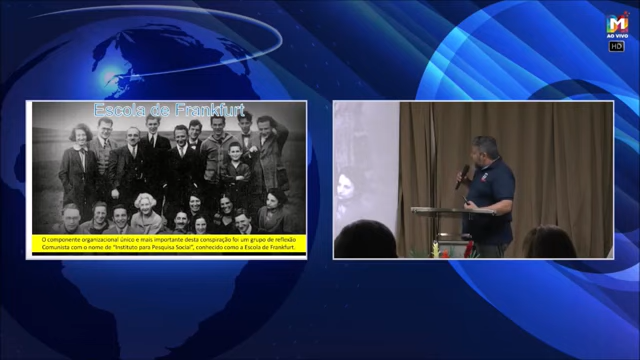 Escola de Frankfurt
O componente organizacional único e mais importante desta conspiração foi um grupo de reflexão
Comunista com o nome de "Instituto para Pesquisa Social", conhecido como a Escola de Frankfurt.
M
AO VIVO
HD